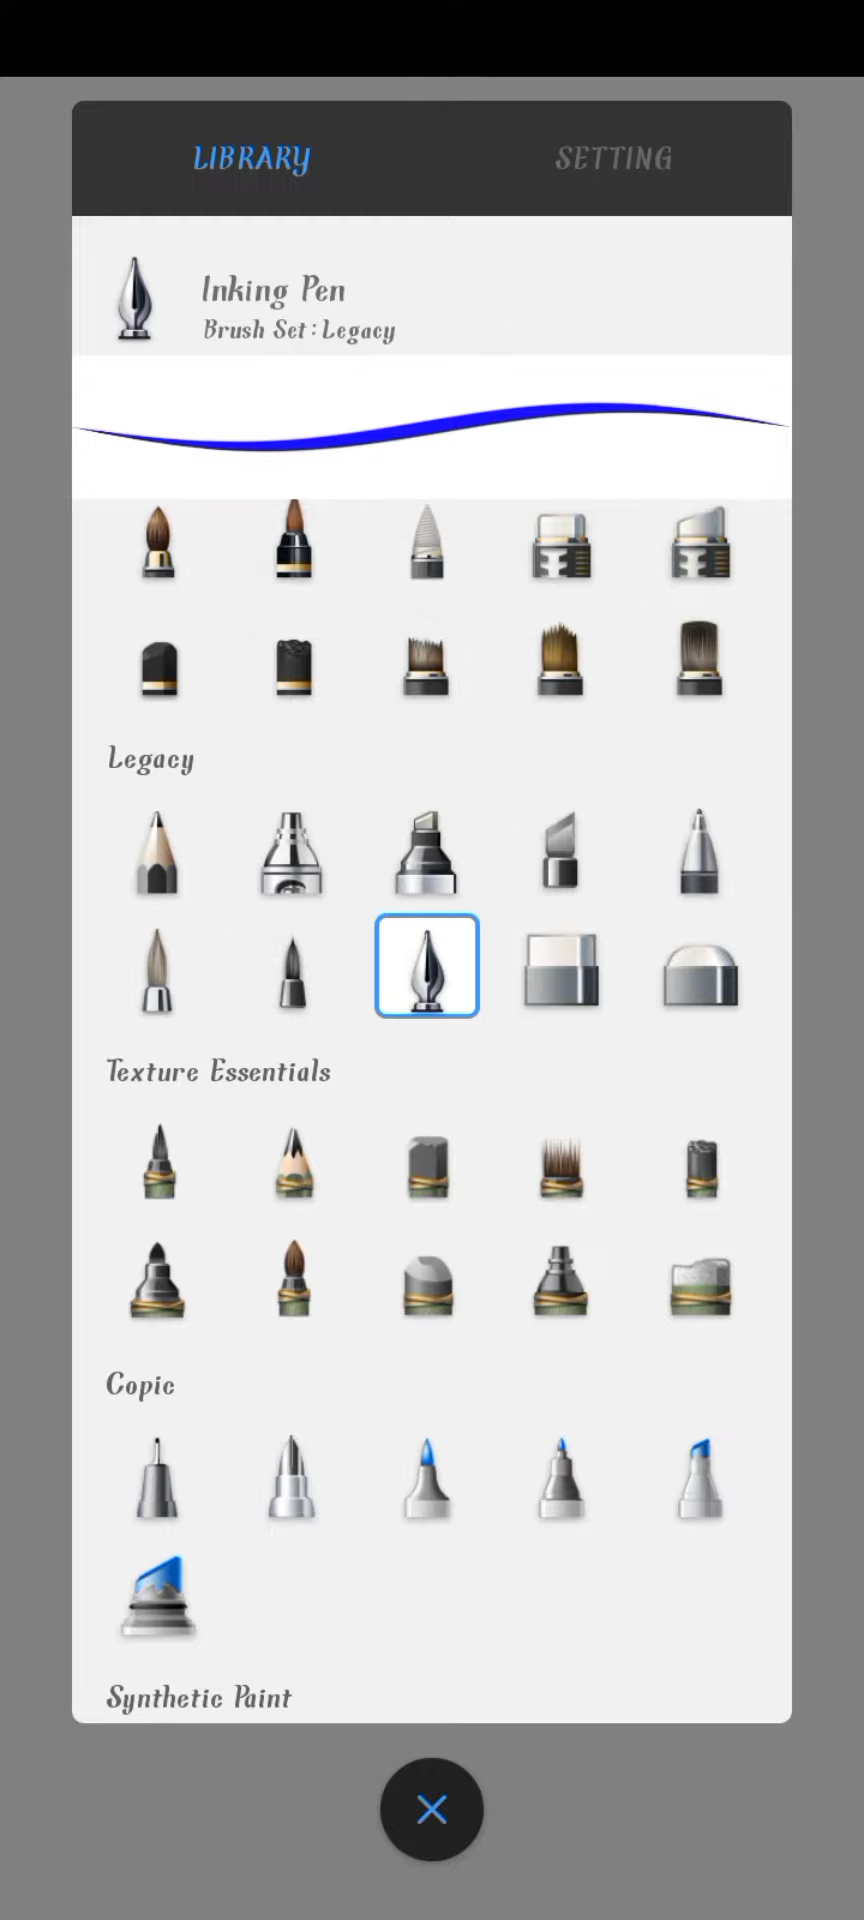 LIBRARY
SETTING
Inking Pen
Brush Set : Legacy
Legacy
Texture Essentials
Copic
Synthetic Paint